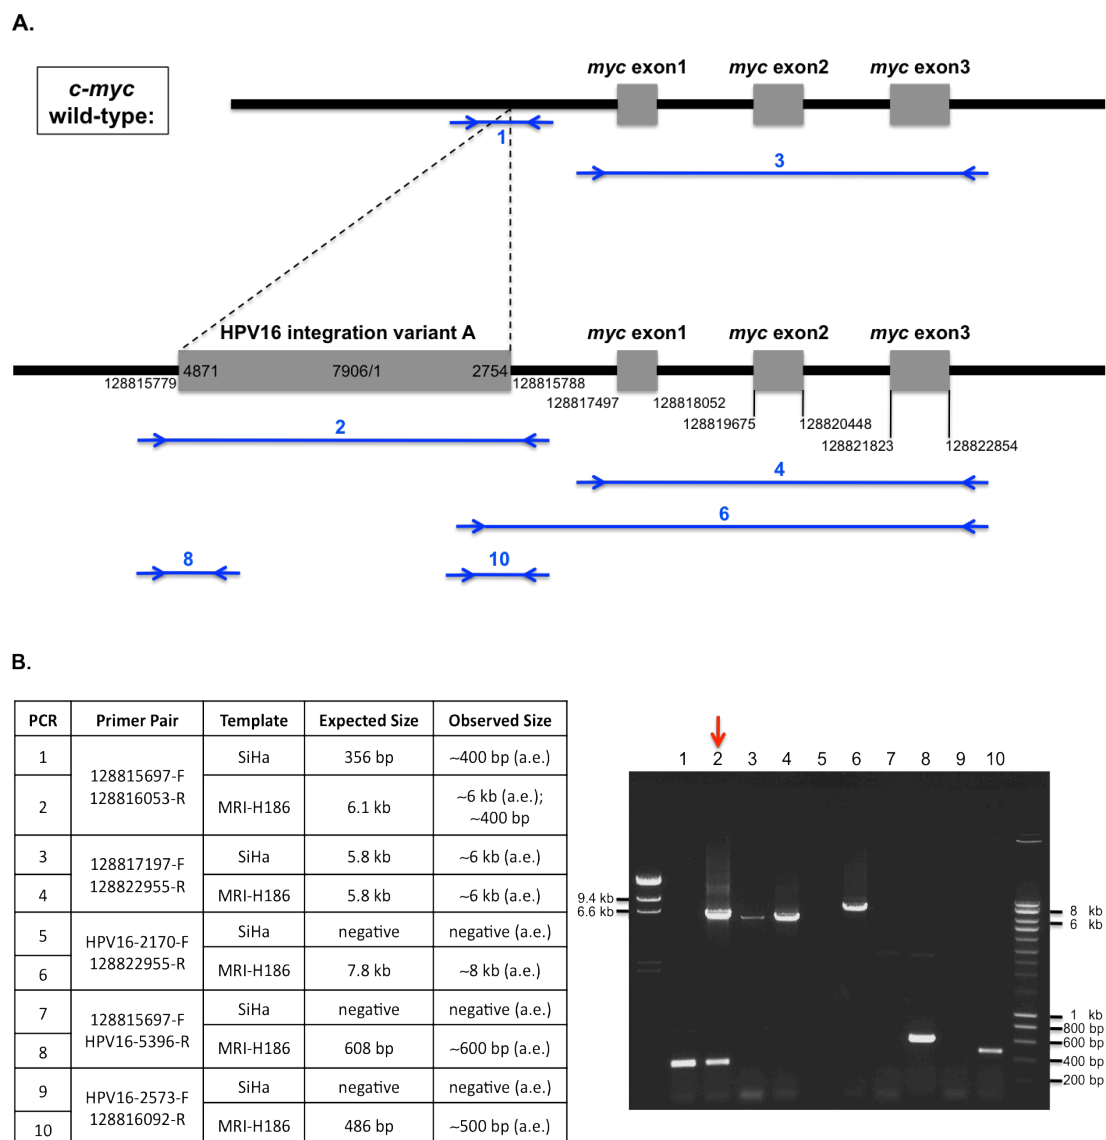 A.
c-myc
wild-type:
myc exon1 myc exon2 myc exon3
1
3
HPV16 integration variant A
myc exon1 myc exon2 myc exon3
4871 7906/1 2754
128815779 128815788
128817497 128818052
128819675 128820448
128821823 128822854
2
4
6
8 10
B.
PCR Primer Pair Template Expected Size Observed Size
1 128815697-F 128816053-R SiHa 356 bp ~400 bp (a.e.)
2 MRI-H186 6.1 kb ~6 kb (a.e.); ~400 bp
3 128817197-F 128822955-R SiHa 5.8 kb ~6 kb (a.e.)
4 MRI-H186 5.8 kb ~6 kb (a.e.)
5 HPV16-2170-F 128822955-R SiHa negative negative (a.e.)
6 MRI-H186 7.8 kb ~8 kb (a.e.)
7 128815697-F HPV16-5396-R SiHa negative negative (a.e.)
8 MRI-H186 608 bp ~600 bp (a.e.)
9 HPV16-2573-F 128816092-R SiHa negative negative (a.e.)
10 MRI-H186 486 bp ~500 bp (a.e.)
1 2 3 4 5 6 7 8 9 10
9.4 kb
6.6 kb
8 kb
6 kb
1 kb
800 bp
600 bp
400 bp
200 bp